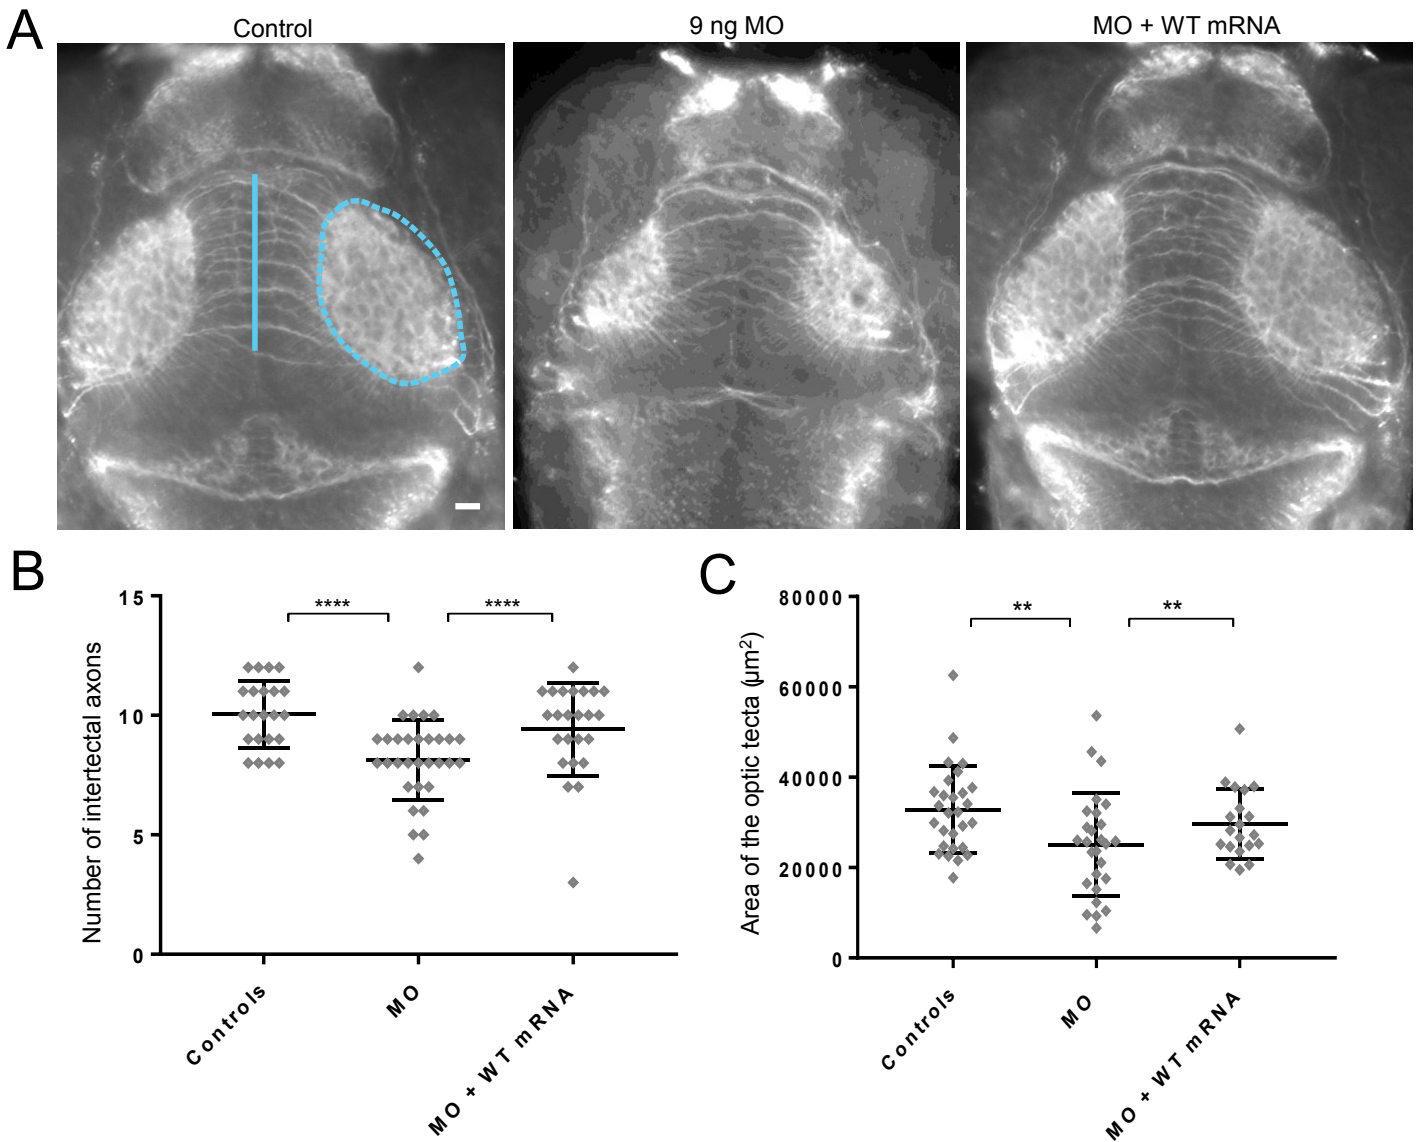 A
Control
9 ng MO
MO + WT mRNA
B
Number of intertectal axons
15
10
5
0
****
****
Controls
MO
MO + WT mRNA
C
Area of the optic tecta (µm²)
80000
60000
40000
20000
0
**
**
Controls
MO
MO + WT mRNA